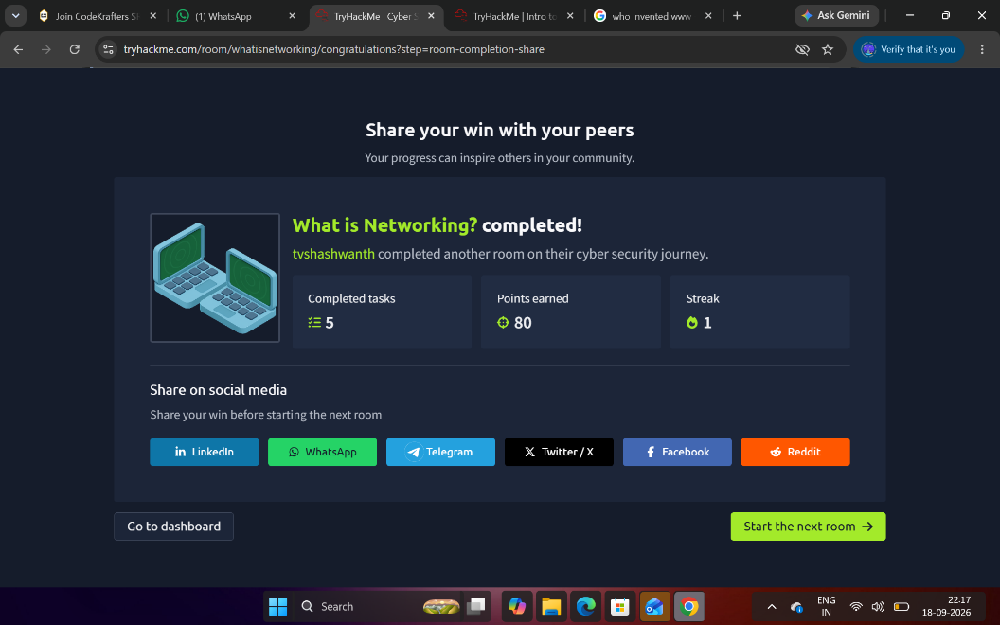 Join CodeKrafters S
(1) WhatsApp
TryHackMe | Cyber S
TryHackMe | Intro to
who invented www
Ask Gemini
tryhackme.com/room/whatisnetworking/congratulations?step=room-completion-share
Verify that it's you
Share your win with your peers
Your progress can inspire others in your community.
What is Networking? completed!
tvshashwanth completed another room on their cyber security journey.
Completed tasks
5
Points earned
80
Streak
1
Share on social media
Share your win before starting the next room
LinkedIn
WhatsApp
Telegram
Twitter / X
Facebook
Reddit
Go to dashboard
Start the next room →
Search
ENG
IN
22:17
18-09-2026